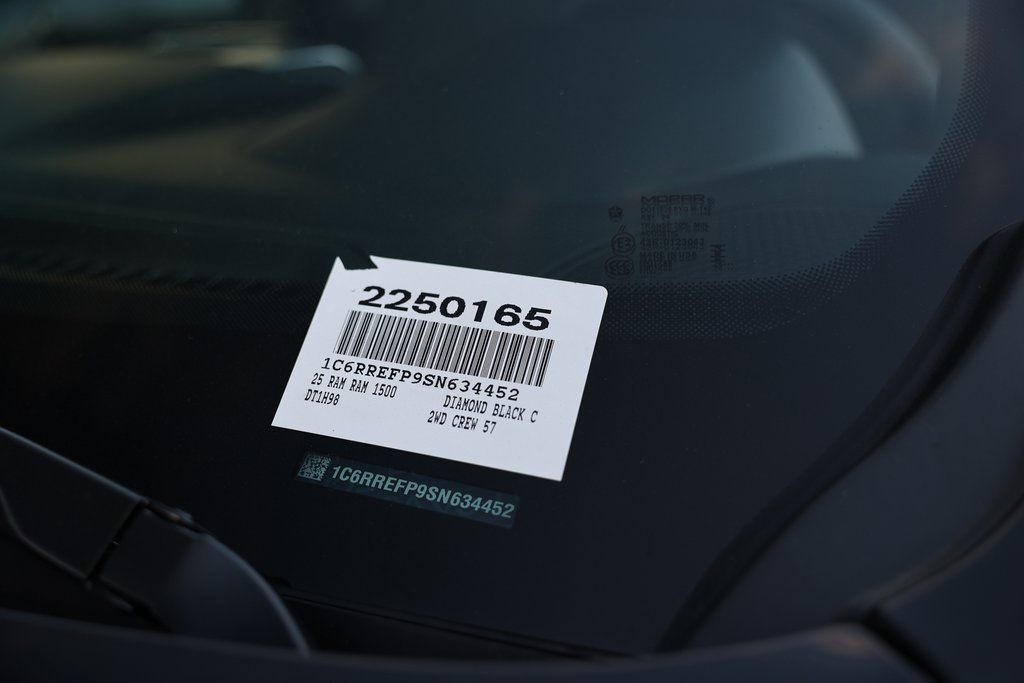 MOPAR
2250165
1C6RREFP9SN634452
25 RAM RAM 1500
DIAMOND BLACK C
DT1H98
2WD CREW 57
1C6RREFP9SN634452